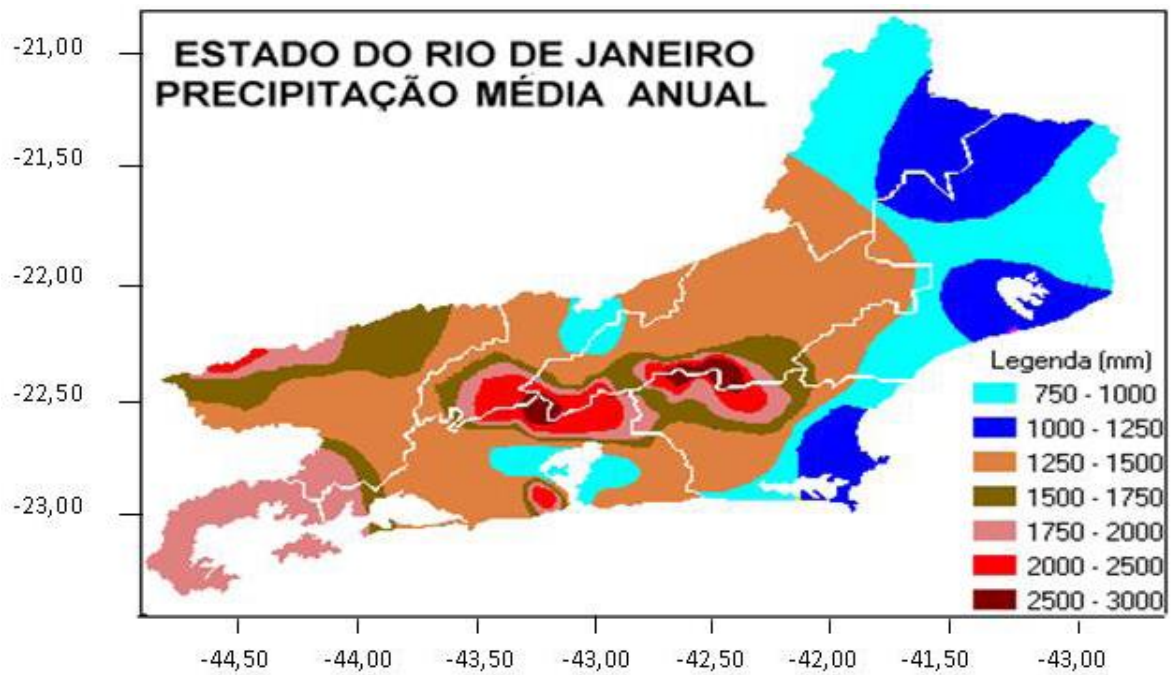 ESTADO DO RIO DE JANEIRO
PRECIPITAÇÃO MÉDIA ANUAL
-21,00
-21,50
-22,00
-22,50
-23,00
Legenda (mm)
750 - 1000
1000 - 1250
1250 - 1500
1500 - 1750
1750 - 2000
2000 - 2500
2500 - 3000
-44,50 -44,00 -43,50 -43,00 -42,50 -42,00 -41,50 -43,00